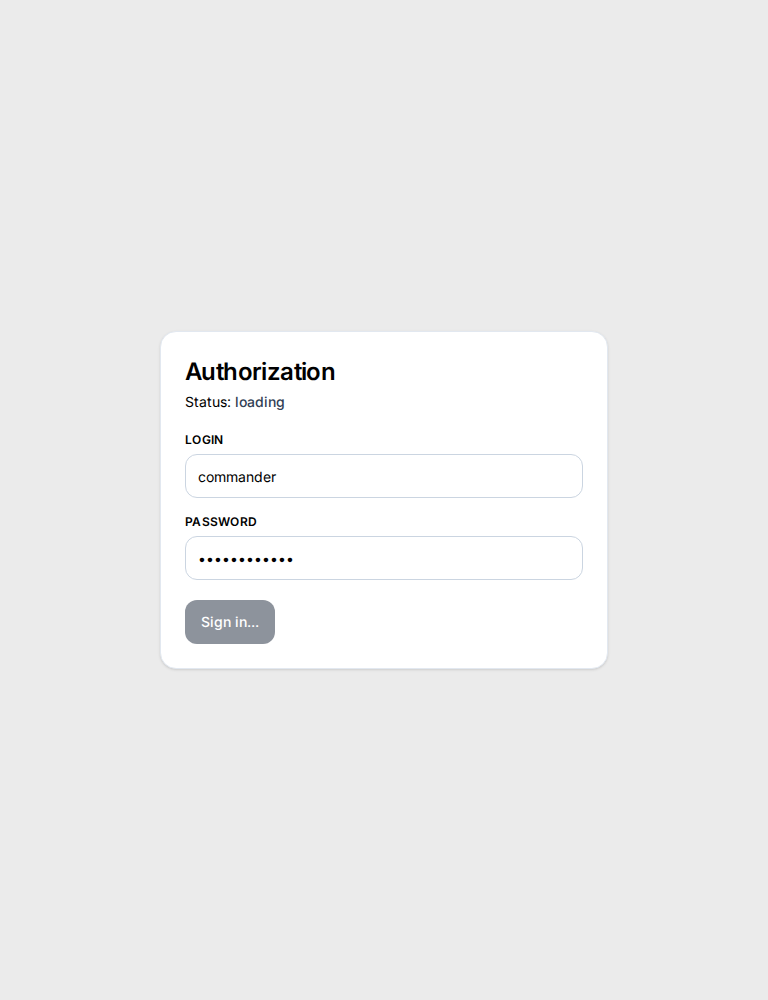 Authorization
Status: loading
LOGIN
commander
PASSWORD
••••••••••••
Sign in...